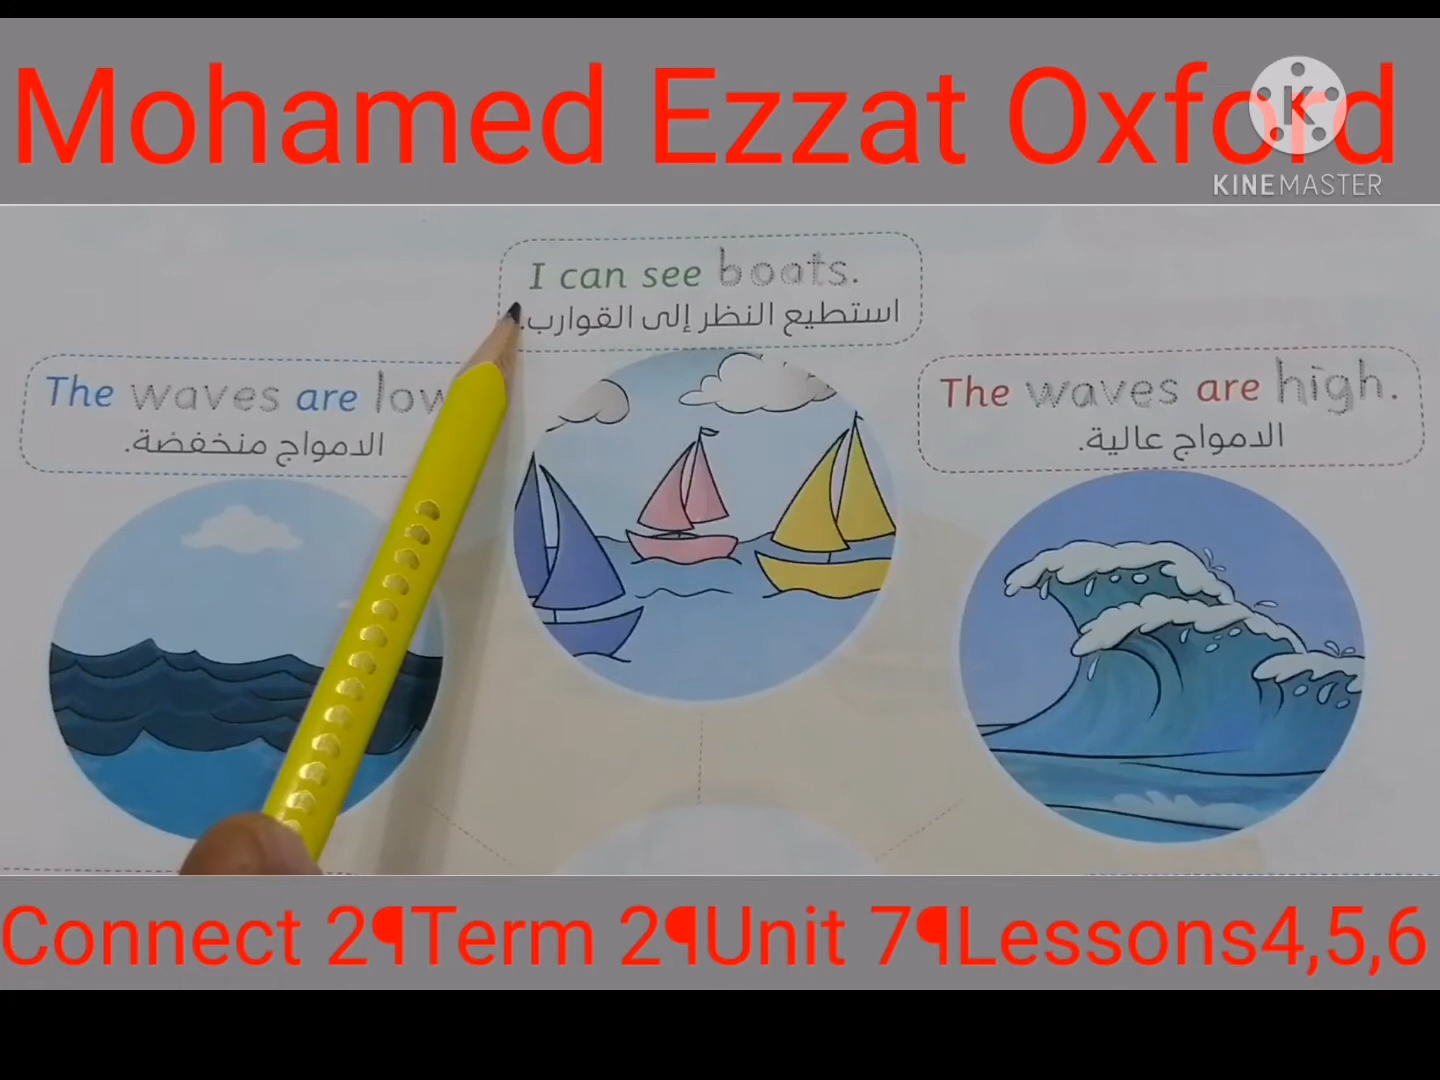 Mohamed Ezzat Oxford
KINEMASTER
I can see boats.
استطيع النظر إلى القوارب.
The waves are low
الامواج منخفضة.
The waves are high.
الامواج عالية.
Connect 2¶Term 2¶Unit 7¶Lessons4,5,6